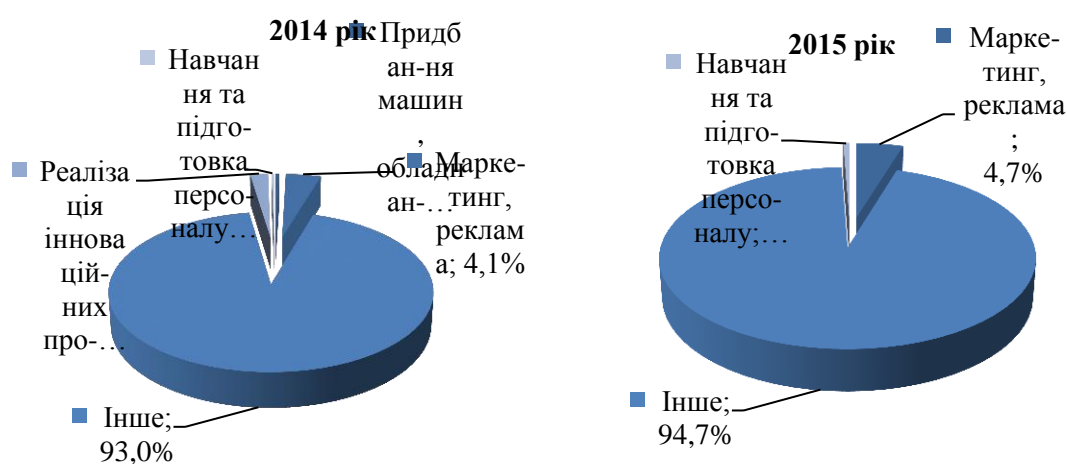 2014 рік
Придб
ан-ня
машин
,
обладн
ан-…
Навчан
ня та
підго-
товка
персо-
налу…
Реаліза
ція
іннова
цій-
них
про-…
Марке-
тинг,
реклам
а; 4,1%
Інше;
93,0%
2015 рік
Навчан
ня та
підго-
товка
персо-
налу;…
Марке-
тинг,
реклама
;
4,7%
Інше;
94,7%